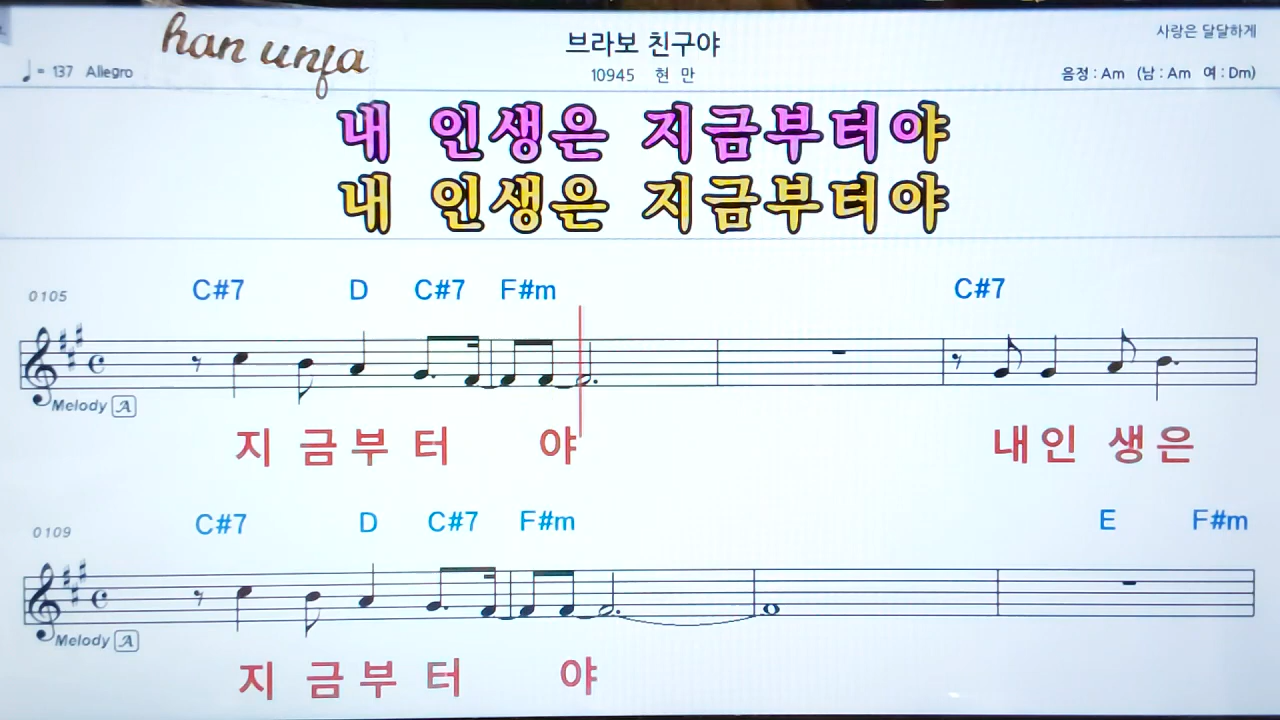 han unja
브라보 친구야
사랑은 달달하게
♩ = 137 Allegro
10945 현 만
음정 : Am (남 : Am 여 : Dm)
내 인생은 지금부터야
내 인생은 지금부터야
0105 C#7 D C#7 F#m C#7
Melody A
지 금 부 터 야 내 인 생 은
0109 C#7 D C#7 F#m E F#m
Melody A
지 금 부 터 야